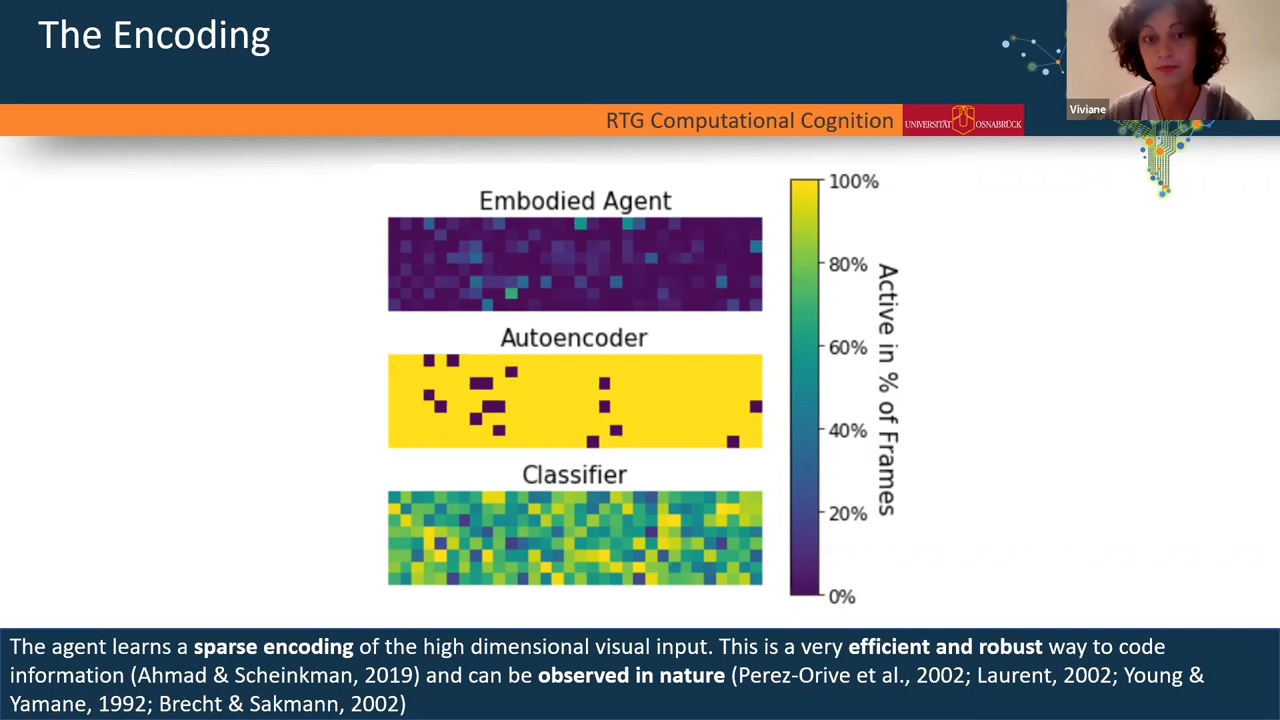 The Encoding
Viviane
RTG Computational Cognition
UNIVERSITÄT OSNABRÜCK
Embodied Agent
Autoencoder
Classifier
100%
80%
60%
40%
20%
0%
Active in % of Frames
The agent learns a sparse encoding of the high dimensional visual input. This is a very efficient and robust way to code
information (Ahmad & Scheinkman, 2019) and can be observed in nature (Perez-Orive et al., 2002; Laurent, 2002; Young &
Yamane, 1992; Brecht & Sakmann, 2002)